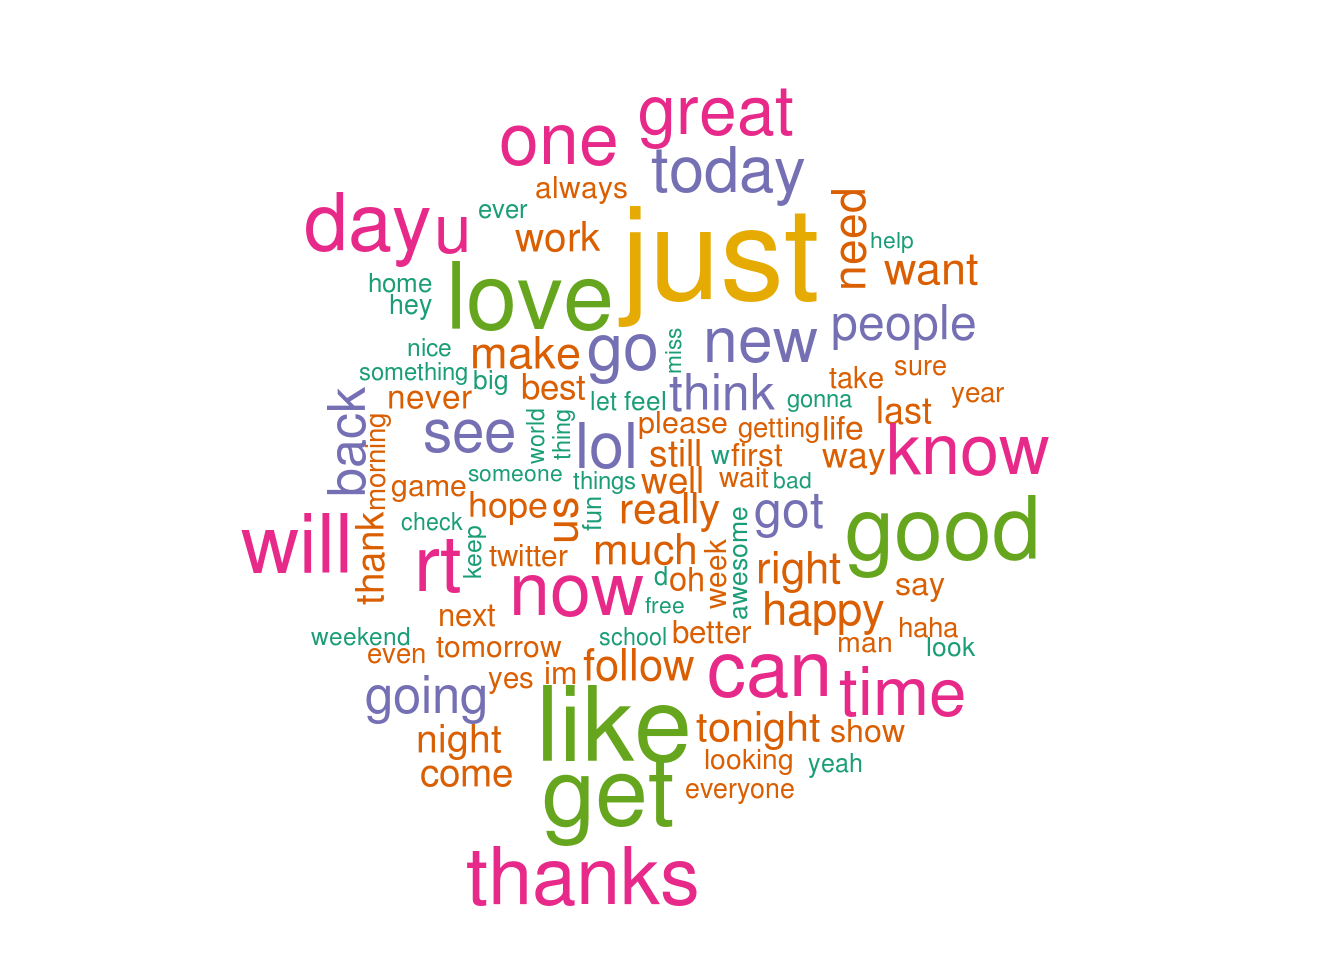 great
one
today
always
day
u
ever
work
just
need
help
want
home
hey
love
people
new
go
miss
nice
make
something
big
best
never
let
feel
think
gonna
take
sure
year
last
back
morning
see
world
thing
lol
please
getting
life
still
w
first
way
know
someone
things
well
wait
bad
game
hope
us
fun
really
got
good
check
will
thank
rt
keep
twitter
much
week
awesome
right
now
d
oh
free
happy
say
next
weekend
even
tomorrow
school
better
man
haha
look
yes
im
follow
can
time
going
like
tonight
show
night
come
looking
yeah
get
everyone
thanks